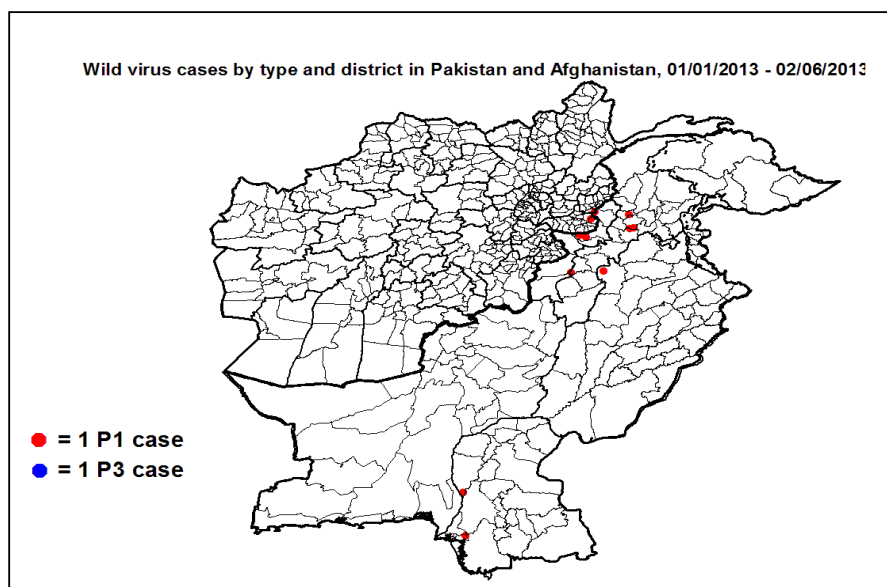 Wild virus cases by type and district in Pakistan and Afghanistan, 01/01/2013 - 02/06/2013
= 1 P1 case
= 1 P3 case